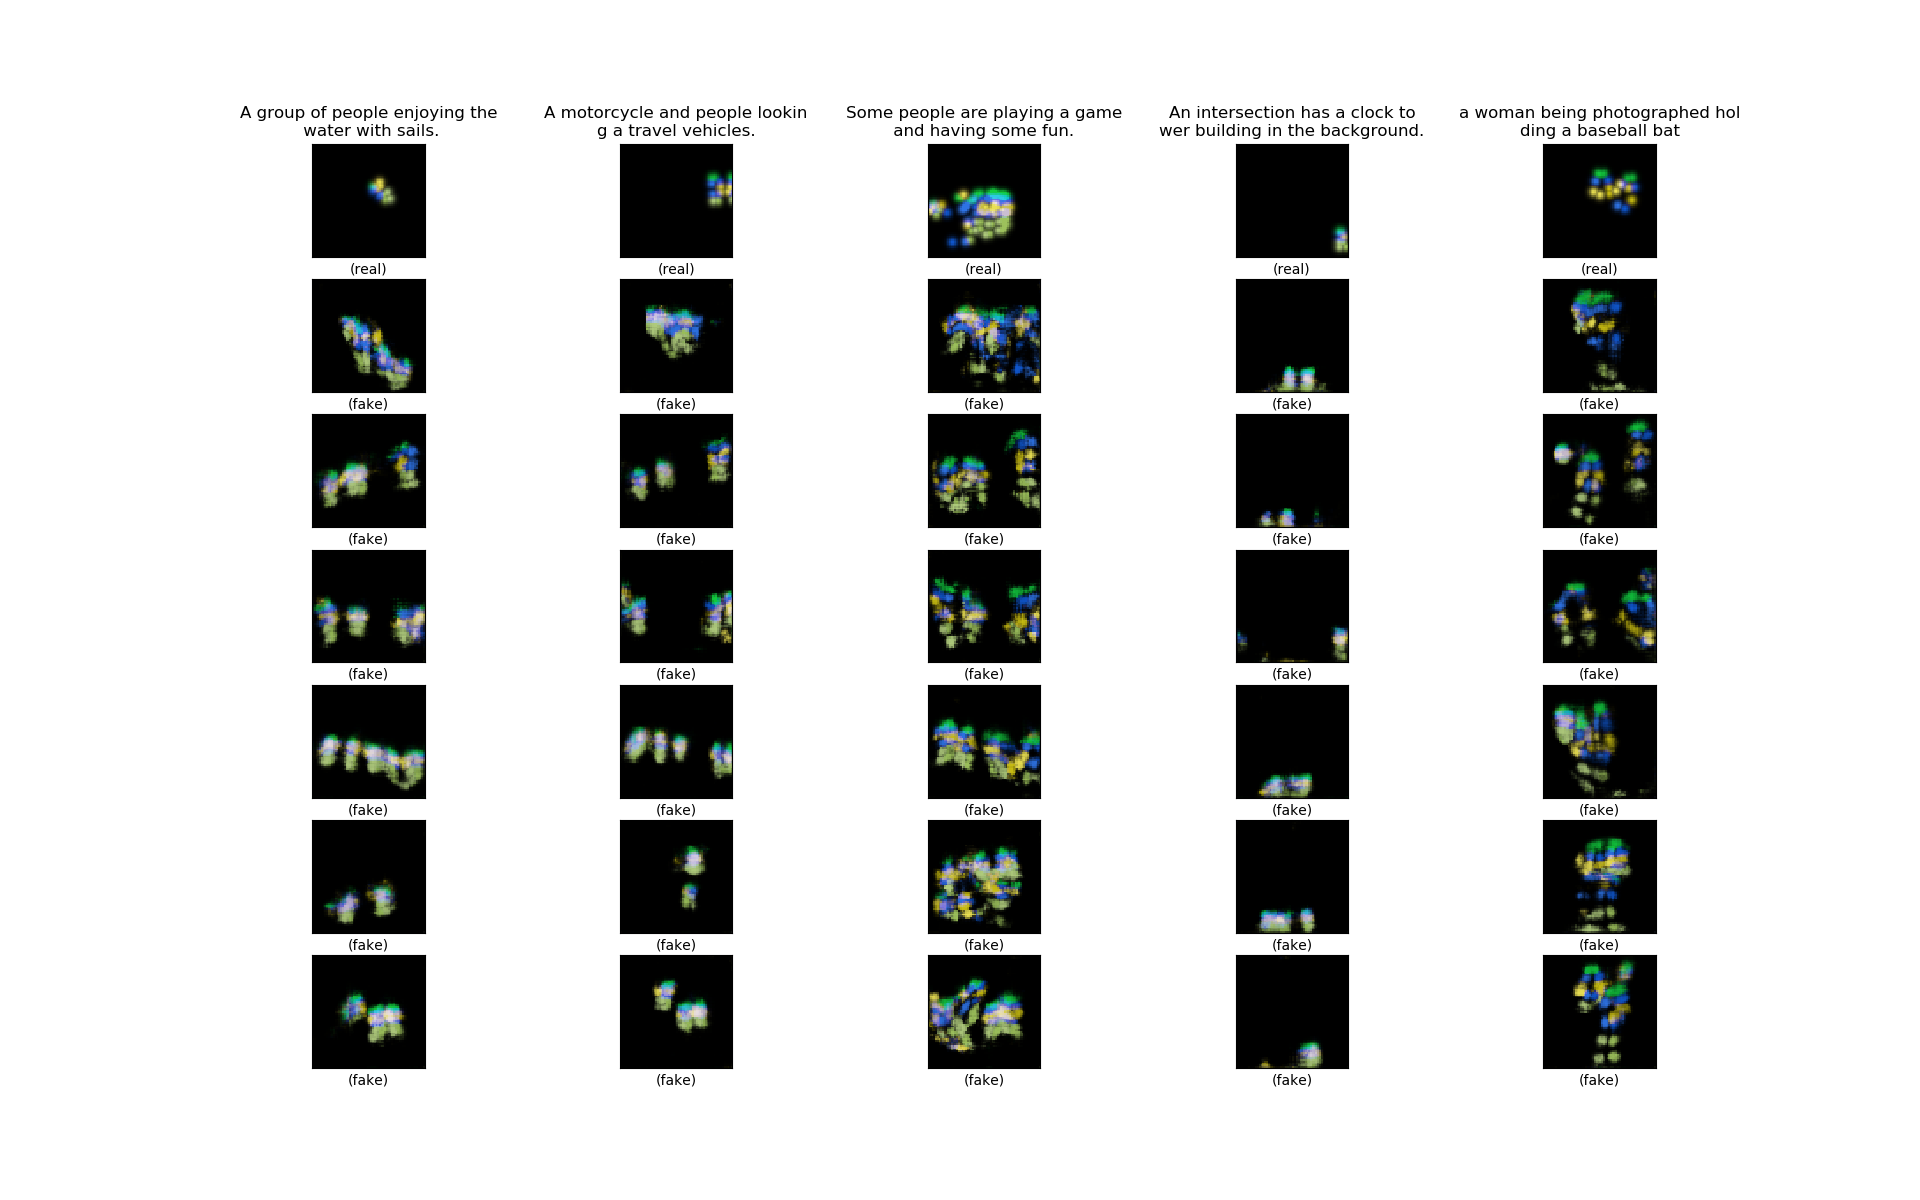 A group of people enjoying the
water with sails.
A motorcycle and people lookin
g a travel vehicles.
Some people are playing a game
and having some fun.
An intersection has a clock to
wer building in the background.
a woman being photographed hol
ding a baseball bat
(real) (real) (real) (real) (real)
(fake) (fake) (fake) (fake) (fake)
(fake) (fake) (fake) (fake) (fake)
(fake) (fake) (fake) (fake) (fake)
(fake) (fake) (fake) (fake) (fake)
(fake) (fake) (fake) (fake) (fake)
(fake) (fake) (fake) (fake) (fake)